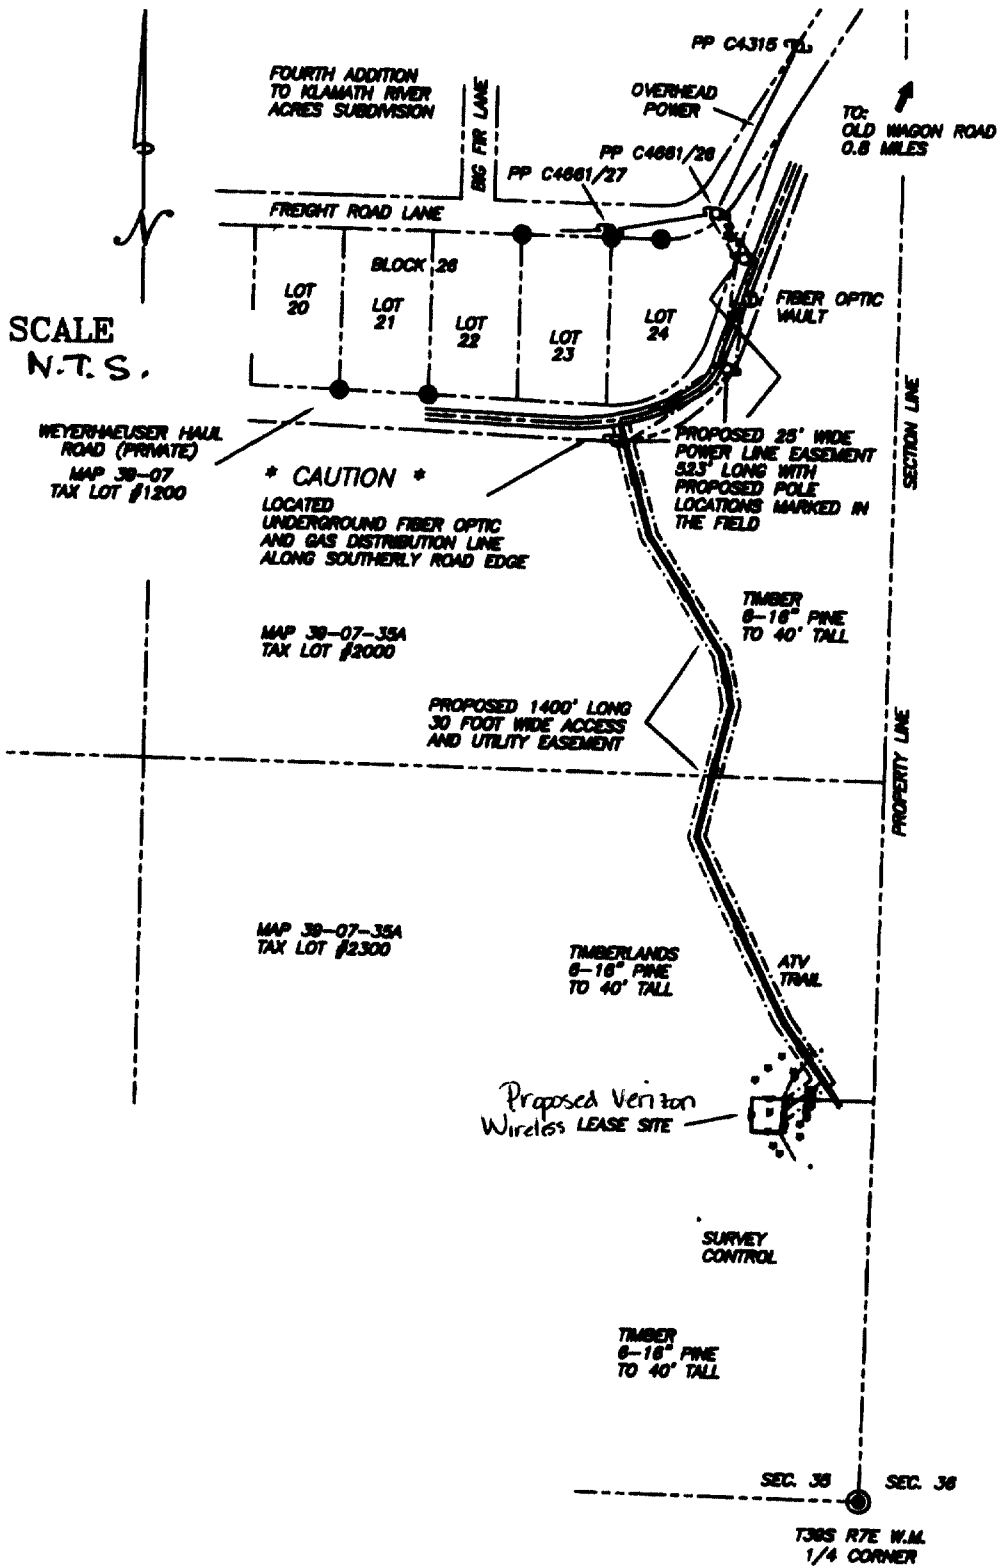 PP C4315
FOURTH ADDITION
TO KLAMATH RIVER
ACRES SUBDIVISION
BIG FIR LANE
OVERHEAD
POWER
TO:
OLD WAGON ROAD
0.8 MILES
PP C4661/26
PP C4661/27
FREIGHT ROAD LANE
N
BLOCK 26
LOT
20
LOT
21
LOT
22
LOT
23
LOT
24
FIBER OPTIC
VAULT
SCALE
N.T.S.
SECTION LINE
WEYERHAEUSER HAUL
ROAD (PRIVATE)
MAP 39-07
TAX LOT #1200
* CAUTION *
LOCATED
UNDERGROUND FIBER OPTIC
AND GAS DISTRIBUTION LINE
ALONG SOUTHERLY ROAD EDGE
PROPOSED 25' WIDE
POWER LINE EASEMENT
523' LONG WITH
PROPOSED POLE
LOCATIONS MARKED IN
THE FIELD
TIMBER
6-16" PINE
TO 40' TALL
MAP 39-07-35A
TAX LOT #2000
PROPOSED 1400' LONG
30 FOOT WIDE ACCESS
AND UTILITY EASEMENT
PROPERTY LINE
MAP 39-07-35A
TAX LOT #2300
TIMBERLANDS
6-16" PINE
TO 40' TALL
ATV
TRAIL
Proposed Verizon
Wireless LEASE SITE
SURVEY
CONTROL
TIMBER
6-16" PINE
TO 40' TALL
SEC. 35
SEC. 36
T39S R7E W.M.
1/4 CORNER